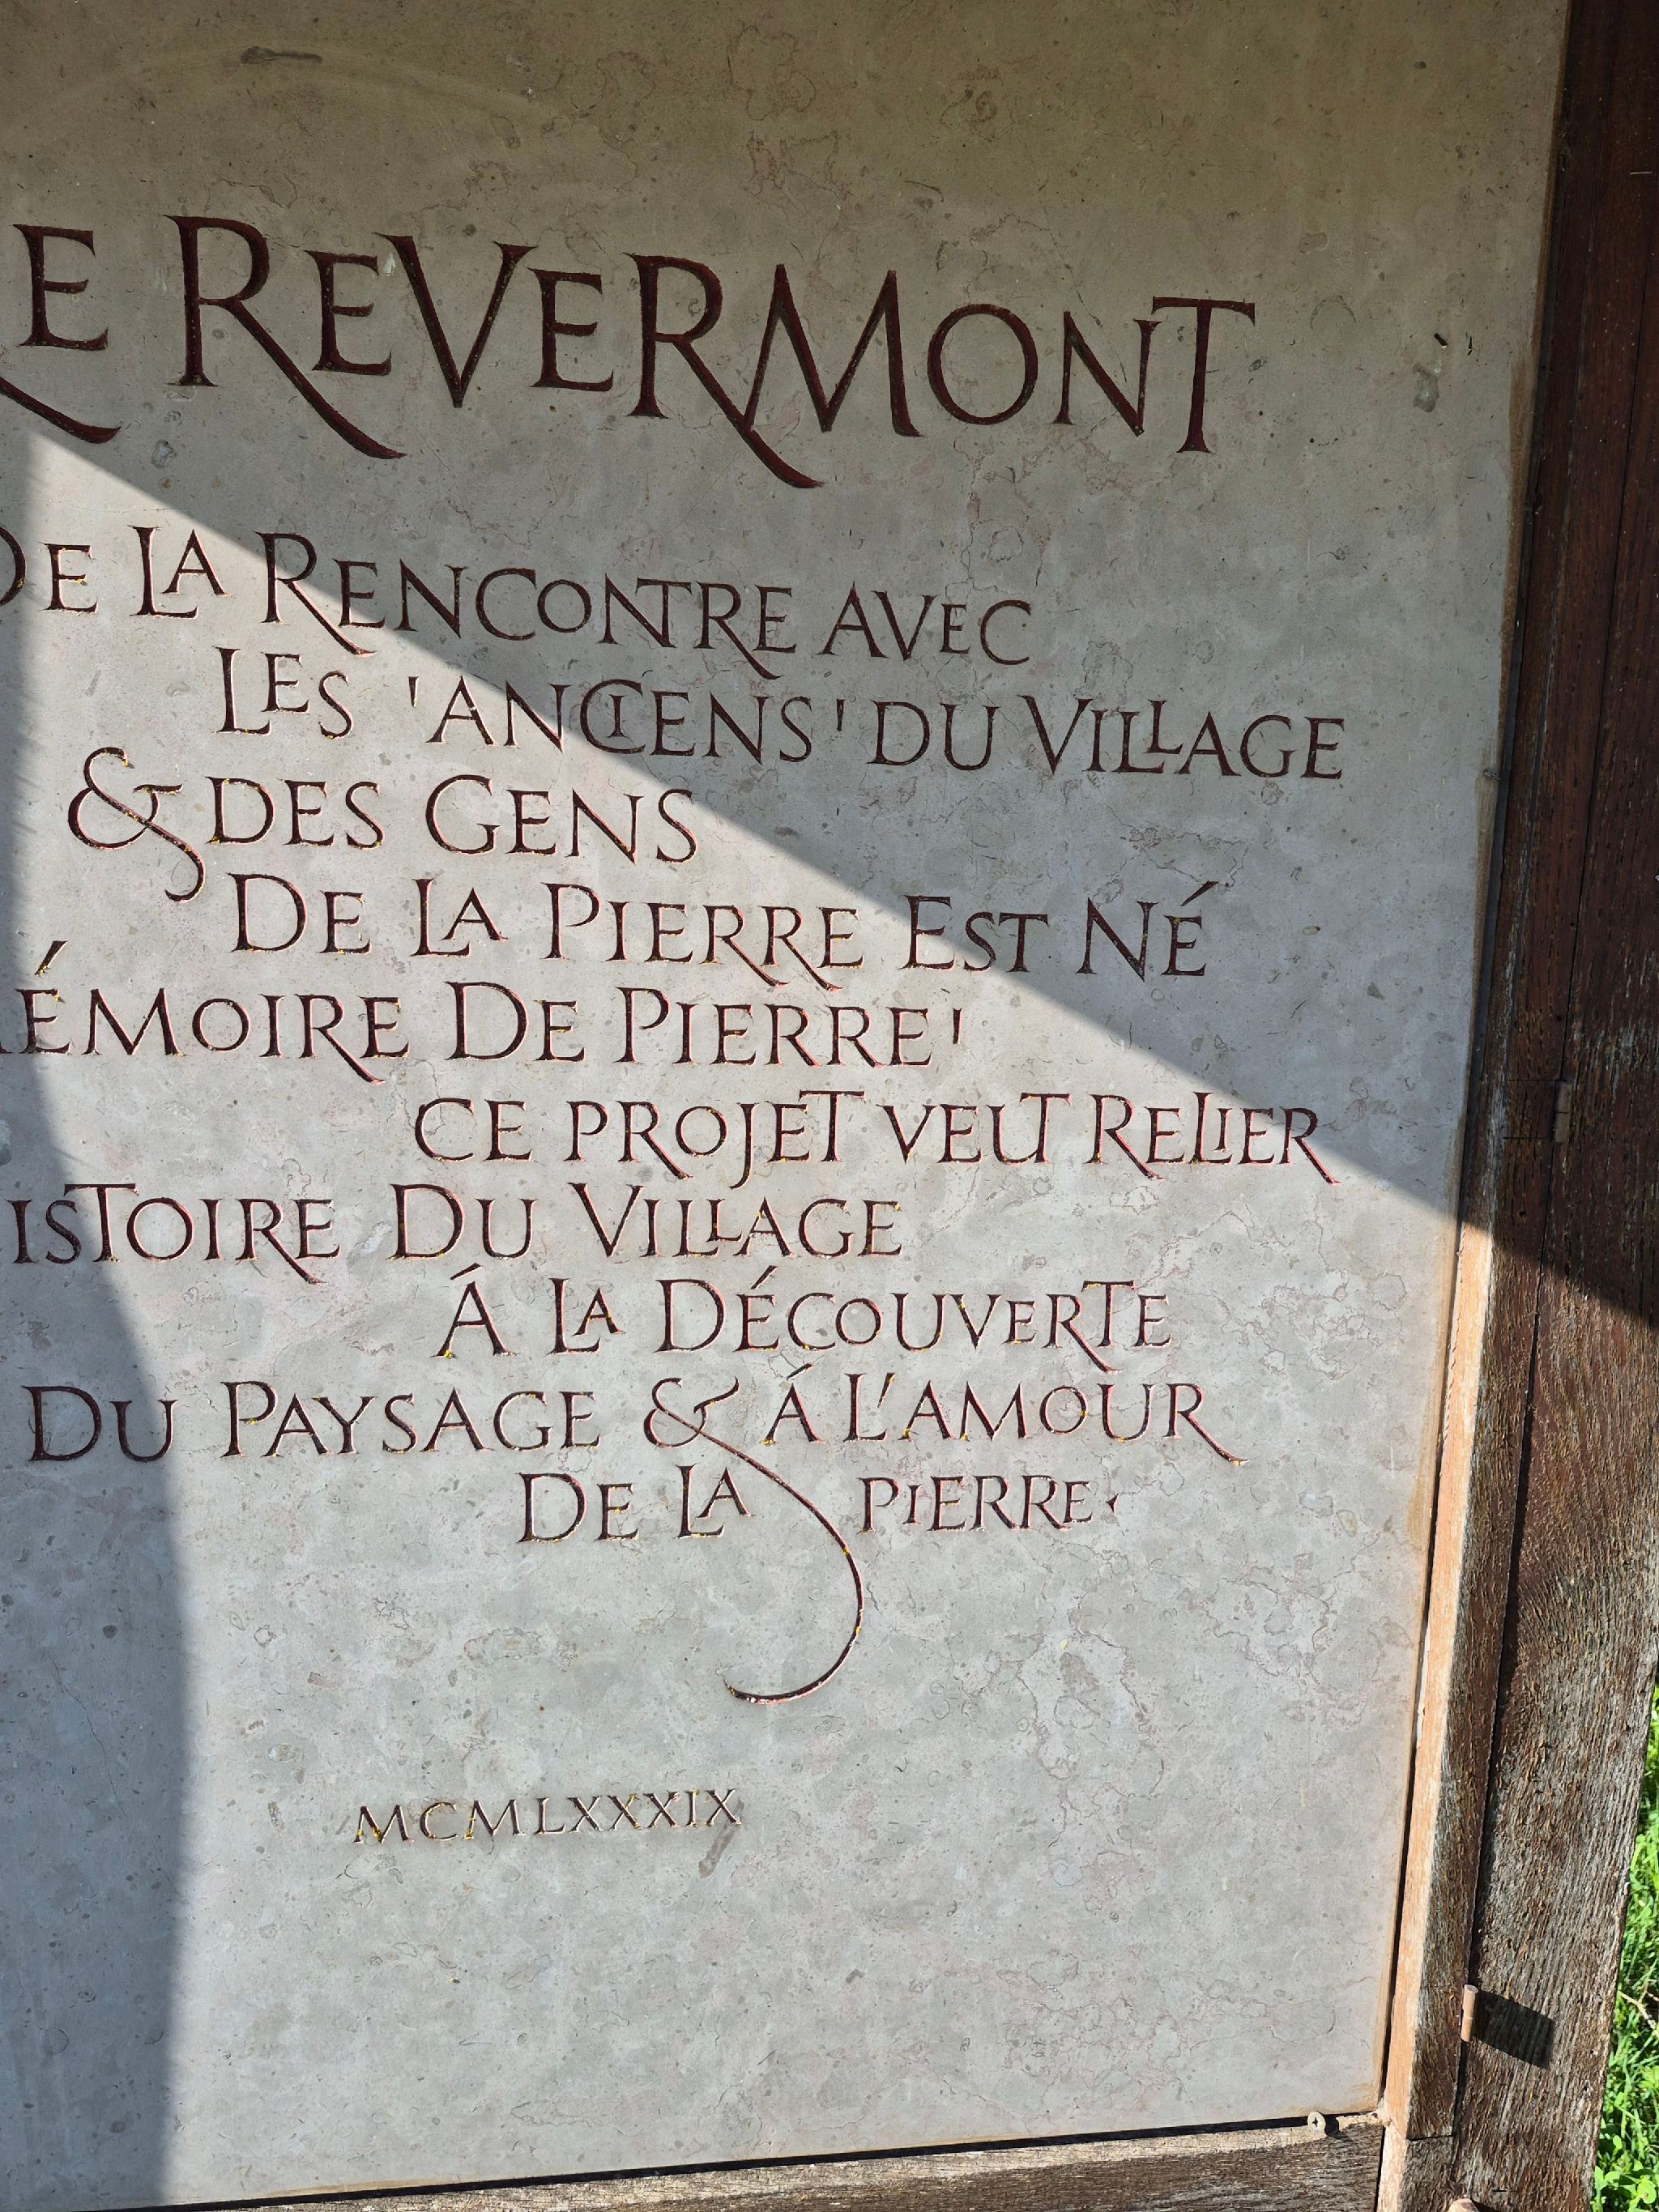 E REVERMONT
DE LA RENCONTRE AVEC
LES 'ANCIENS' DU VILLAGE
& DES GENS
DE LA PIERRE EST NÉ
ÉMOIRE DE PIERRE'
CE PROJET VEUT RELIER
ISTOIRE DU VILLAGE
Á LA DÉCOUVERTE
DU PAYSAGE & Á L'AMOUR
DE LA PIERRE·
MCMLXXXIX